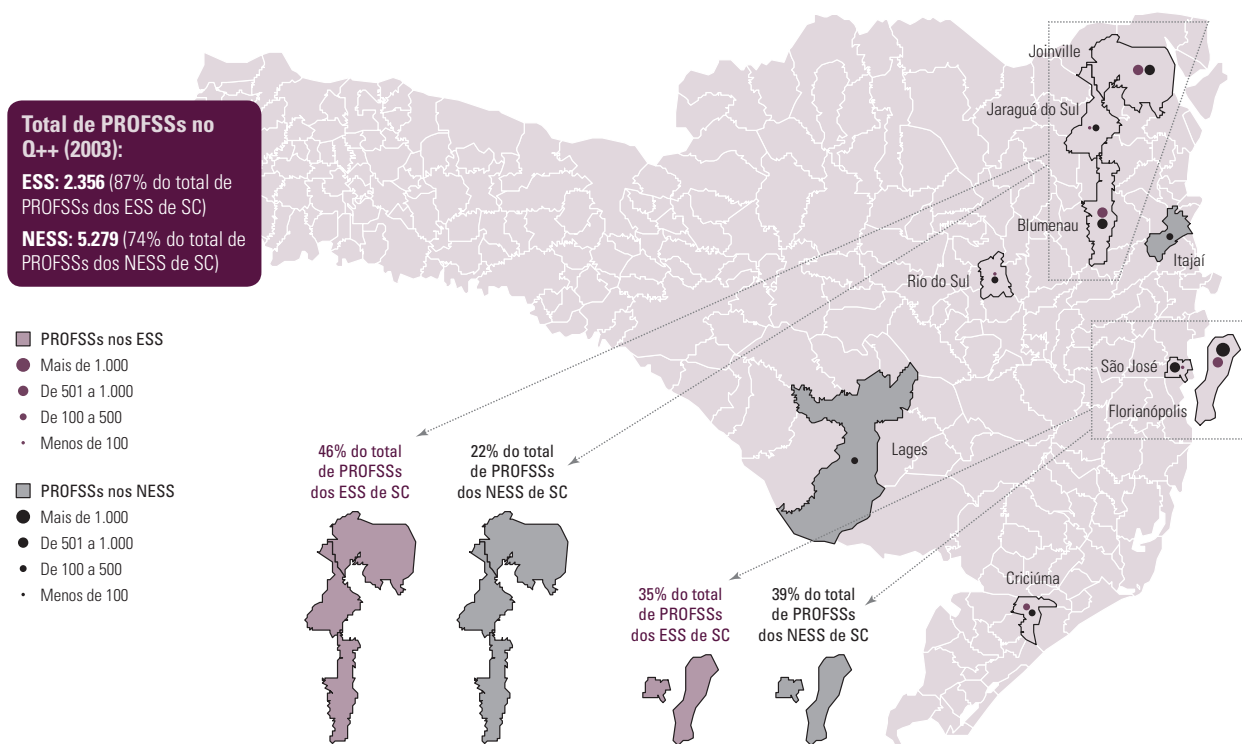 Total de PROFSSs no
Q++ (2003):
ESS: 2.356 (87% do total de
PROFSSs dos ESS de SC)
NESS: 5.279 (74% do total de
PROFSSs dos NESS de SC)
PROFSSs nos ESS
Mais de 1.000
De 501 a 1.000
De 100 a 500
Menos de 100
PROFSSs nos NESS
Mais de 1.000
De 501 a 1.000
De 100 a 500
Menos de 100
Joinville
Jaraguá do Sul
Blumenau
Itajaí
Rio do Sul
São José
Florianópolis
Lages
Criciúma
46% do total
de PROFSSs
dos ESS de SC
22% do total
de PROFSSs
dos NESS de SC
35% do total
de PROFSSs
dos ESS de SC
39% do total
de PROFSSs
dos NESS de SC